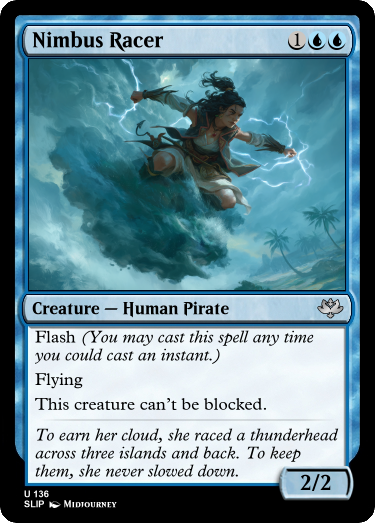 Nimbus Racer 1
Creature — Human Pirate
Flash (You may cast this spell any time
you could cast an instant.)
Flying
This creature can't be blocked.
To earn her cloud, she raced a thunderhead
across three islands and back. To keep
them, she never slowed down.
2/2
U 136
SLIP Midjourney